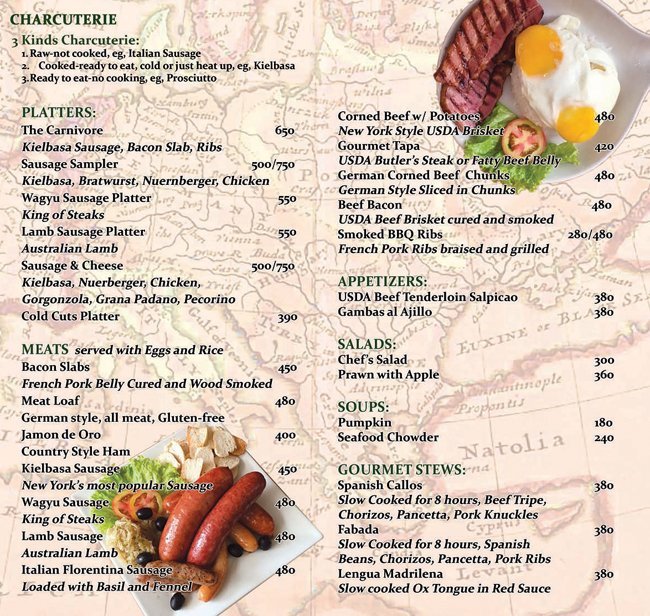 CHARCUTERIE
3 Kinds Charcuterie:
1. Raw-not cooked, eg, Italian Sausage
2. Cooked-ready to eat, cold or just heat up, eg, Kielbasa
3. Ready to eat-no cooking, eg, Prosciutto
PLATTERS:
The Carnivore 650
Kielbasa Sausage, Bacon Slab, Ribs
Sausage Sampler 500/750
Kielbasa, Bratwurst, Nuernberger, Chicken
Wagyu Sausage Platter 550
King of Steaks
Lamb Sausage Platter 550
Australian Lamb
Sausage & Cheese 500/750
Kielbasa, Nuerberger, Chicken,
Gorgonzola, Grana Padano, Pecorino
Cold Cuts Platter 390
MEATS served with Eggs and Rice
Bacon Slabs 450
French Pork Belly Cured and Wood Smoked
Meat Loaf 480
German style, all meat, Gluten-free
Jamon de Oro 400
Country Style Ham
Kielbasa Sausage 450
New York's most popular Sausage
Wagyu Sausage 480
King of Steaks
Lamb Sausage 480
Australian Lamb
Italian Florentina Sausage 480
Loaded with Basil and Fennel
Corned Beef w/ Potatoes 480
New York Style USDA Brisket
Gourmet Tapa 420
USDA Butler's Steak or Fatty Beef Belly
German Corned Beef Chunks 480
German Style Sliced in Chunks
Beef Bacon 480
USDA Beef Brisket cured and smoked
Smoked BBQ Ribs 280/480
French Pork Ribs braised and grilled
APPETIZERS:
USDA Beef Tenderloin Salpicao 380
Gambas al Ajillo 380
SALADS:
Chef's Salad 300
Prawn with Apple 360
SOUPS:
Pumpkin 180
Seafood Chowder 240
GOURMET STEWS:
Spanish Callos 380
Slow Cooked for 8 hours, Beef Tripe,
Chorizos, Pancetta, Pork Knuckles
Fabada 380
Slow Cooked for 8 hours, Spanish
Beans, Chorizos, Pancetta, Pork Ribs
Lengua Madrilena 380
Slow cooked Ox Tongue in Red Sauce
Natolia
Cyprus